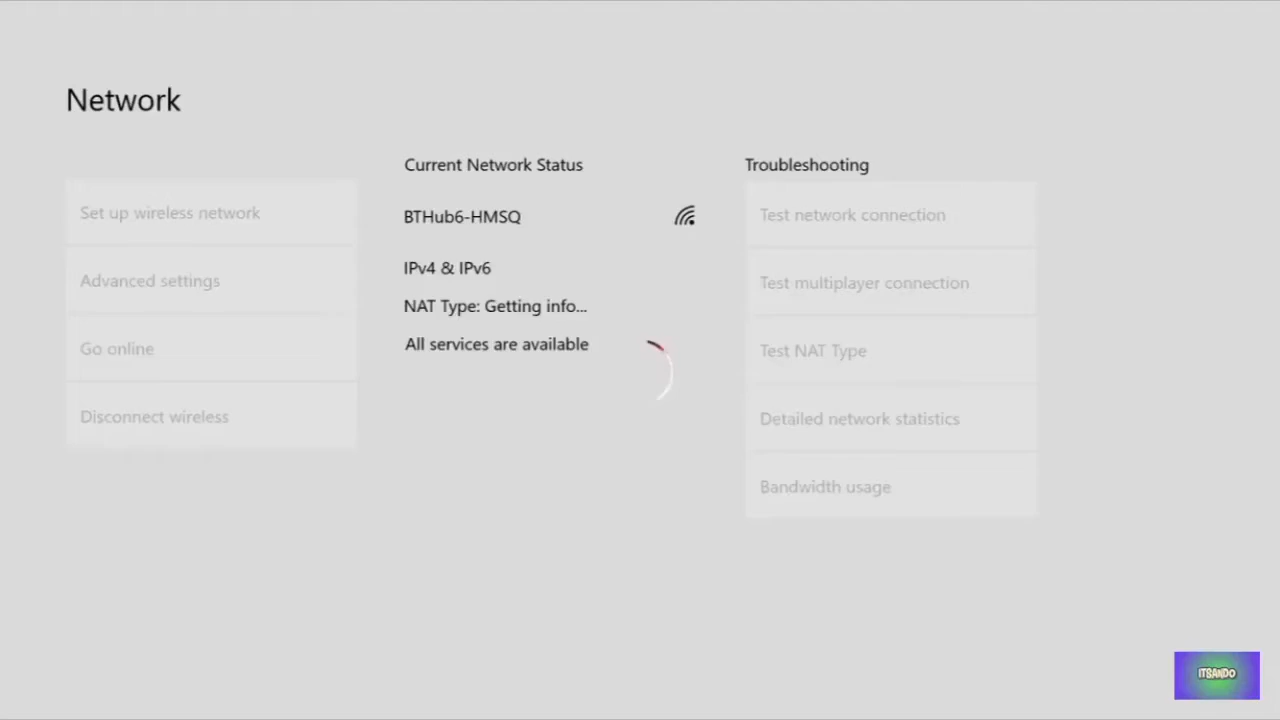 Network
Set up wireless network
Advanced settings
Go online
Disconnect wireless
Current Network Status
BTHub6-HMSQ
IPv4 & IPv6
NAT Type: Getting info...
All services are available
Troubleshooting
Test network connection
Test multiplayer connection
Test NAT Type
Detailed network statistics
Bandwidth usage
ITSANDO